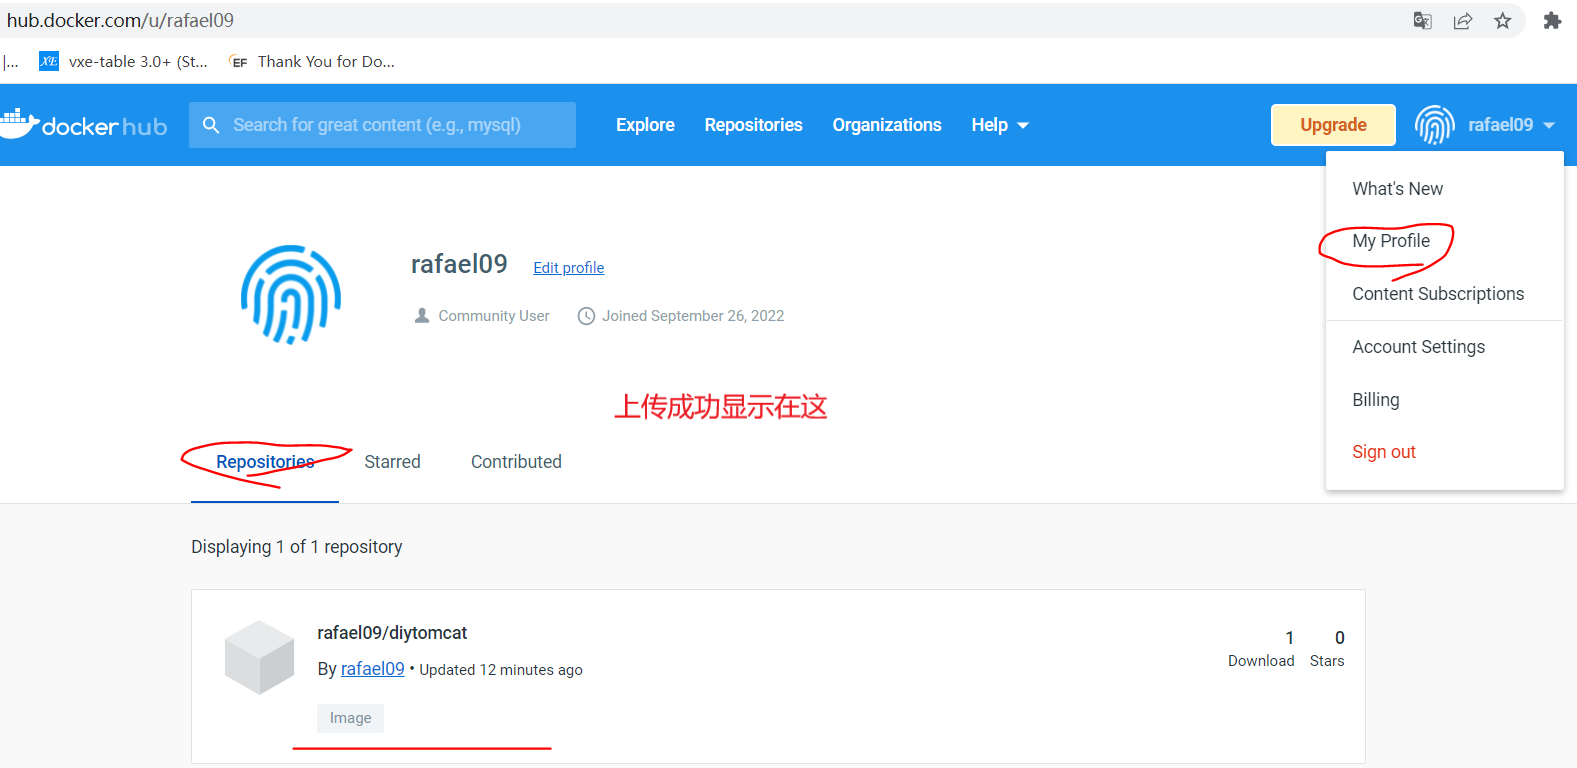 hub.docker.com/u/rafael09
|...
XE
vxe-table 3.0+ (St...
EF
Thank You for Do...
docker hub
Search for great content (e.g., mysql)
Explore
Repositories
Organizations
Help
Upgrade
rafael09
What's New
My Profile
Content Subscriptions
Account Settings
Billing
Sign out
rafael09
Edit profile
Community User
Joined September 26, 2022
上传成功显示在这
Repositories
Starred
Contributed
Displaying 1 of 1 repository
rafael09/diytomcat
By rafael09 • Updated 12 minutes ago
Image
1
Download
0
Stars